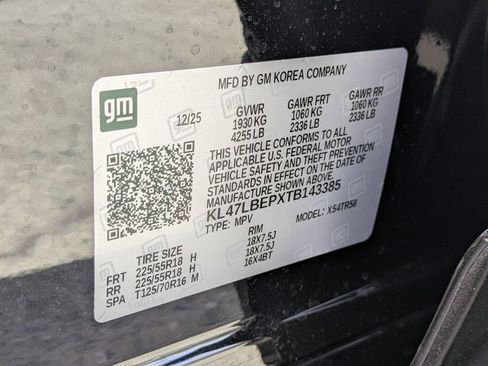 gm
MFD BY GM KOREA COMPANY
12/25 GVWR GAWR FRT GAWR RR
1930 KG 1060 KG 1060 KG
4255 LB 2336 LB 2336 LB
THIS VEHICLE CONFORMS TO ALL
APPLICABLE U.S. FEDERAL MOTOR
VEHICLE SAFETY AND THEFT PREVENTION
STANDARDS IN EFFECT ON THE DATE OF
MANUFACTURE SHOWN ABOVE.
KL47LBEPXTB143385
TYPE: MPV MODEL: X54TR58
TIRE SIZE RIM
FRT 225/55R18 H 18X7.5J
RR 225/55R18 H 18X7.5J
SPA T125/70R16 M 16X4BT